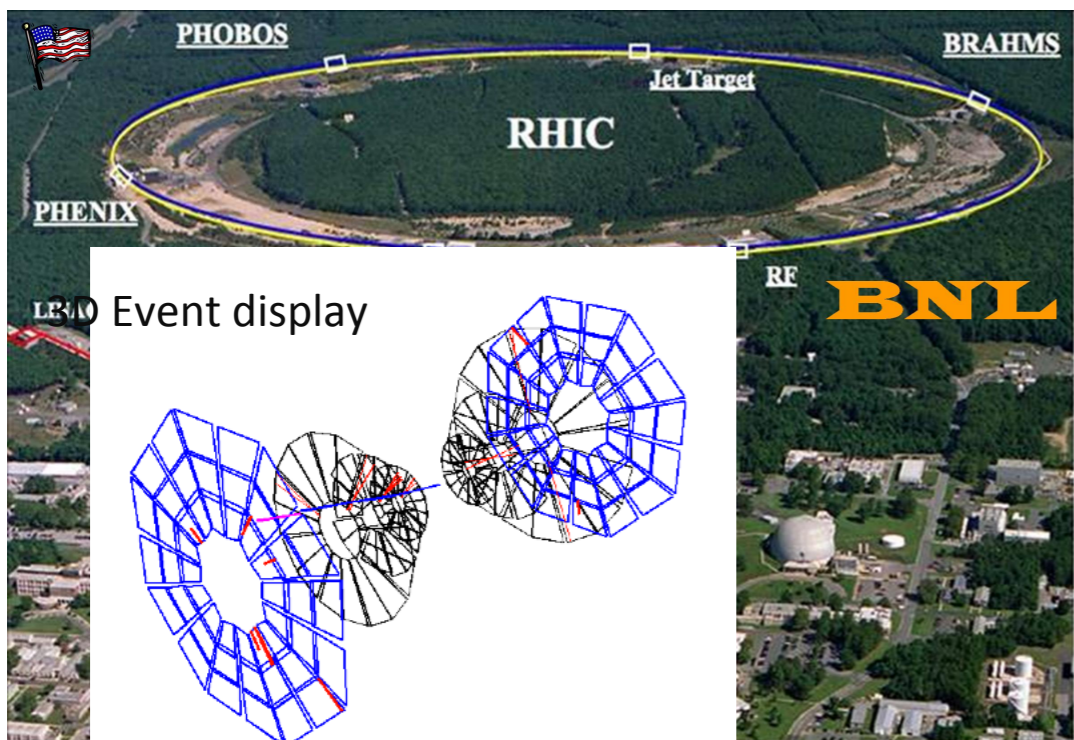 PHOBOS
BRAHMS
Jet Target
RHIC
PHENIX
RF
BNL
3D Event display